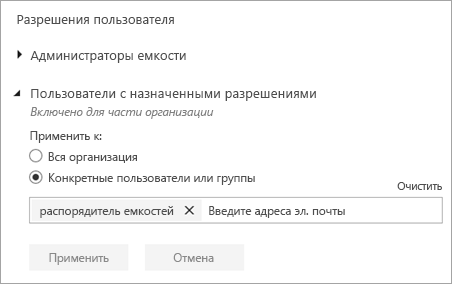 Разрешения пользователя
Администраторы емкости
Пользователи с назначенными разрешениями
Включено для части организации
Применить к:
Вся организация
Конкретные пользователи или группы
Очистить
распорядитель емкостей Введите адреса эл. почты
Применить Отмена